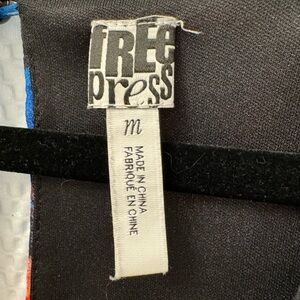 FREE
press
m
MADE IN CHINA
FABRIQUÉ EN CHINE